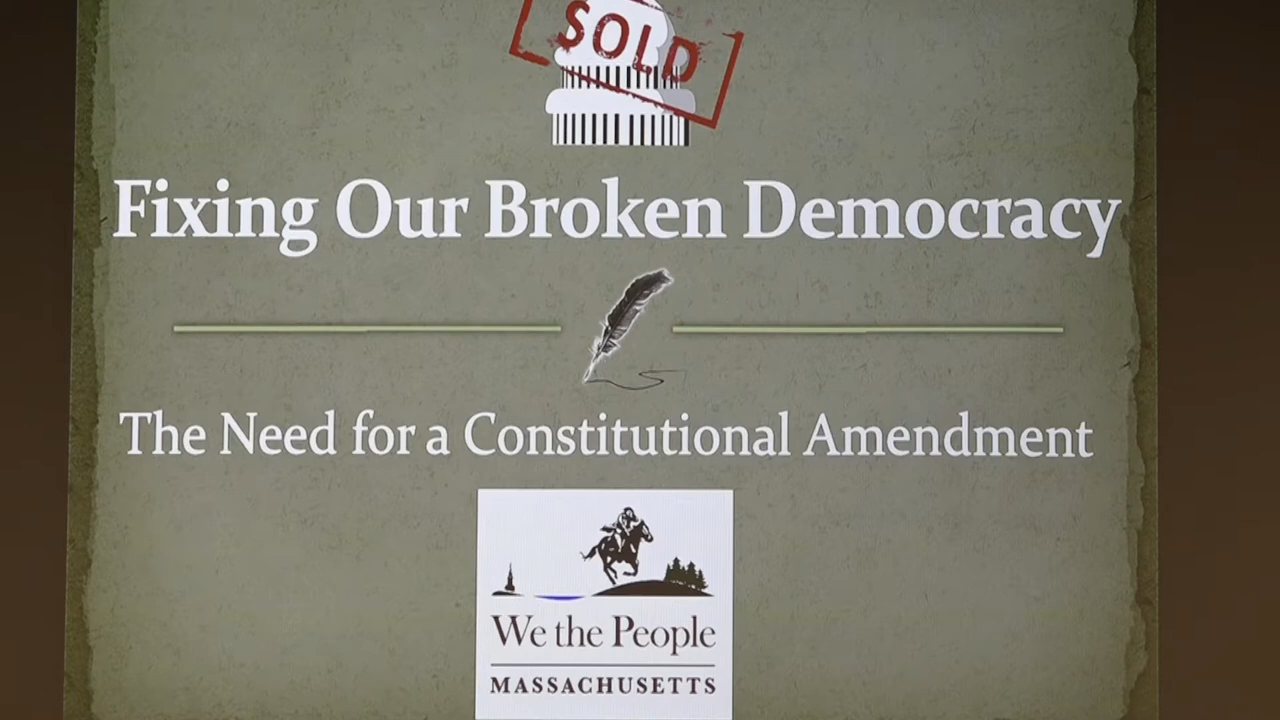 SOLD
Fixing Our Broken Democracy
The Need for a Constitutional Amendment
We the People
MASSACHUSETTS